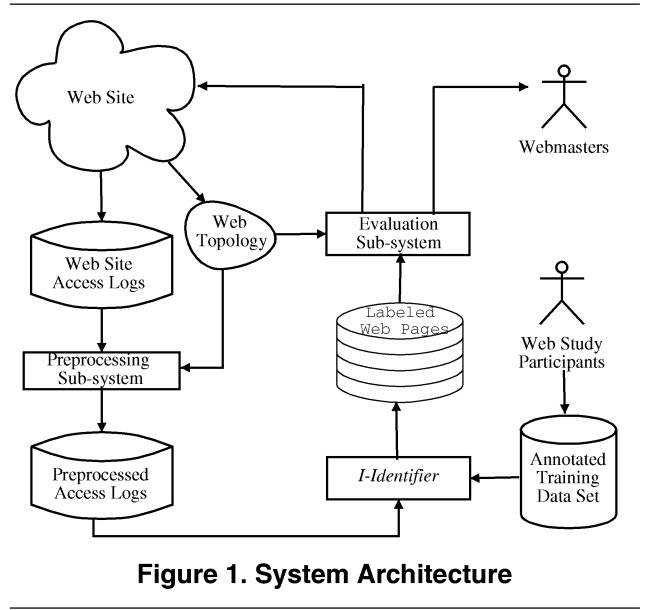 Web Site
Webmasters
Web
Topology
Evaluation
Sub-system
Web Site
Access Logs
Labeled
Web Pages
Web Study
Participants
Preprocessing
Sub-system
Preprocessed
Access Logs
I-Identifier
Annotated
Training
Data Set
Figure 1. System Architecture